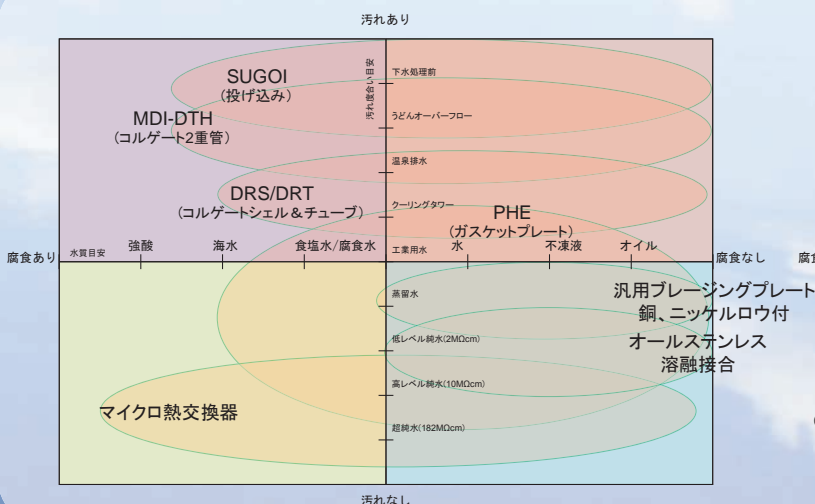 汚れあり
汚れ度合い目安
下水処理前
SUGOI
(投げ込み)
うどんオーバーフロー
MDI-DTH
(コルゲート2重管)
温泉排水
DRS/DRT
(コルゲートシェル＆チューブ)
クーリングタワー
PHE
(ガスケットプレート)
腐食あり
水質目安
強酸
海水
食塩水/腐食水
工業用水
水
不凍液
オイル
腐食なし
腐食
蒸留水
汎用ブレージングプレート
銅、ニッケルロウ付
低レベル純水(2MΩcm)
オールステンレス
溶融接合
高レベル純水(10MΩcm)
マイクロ熱交換器
超純水(182MΩcm)
汚れなし